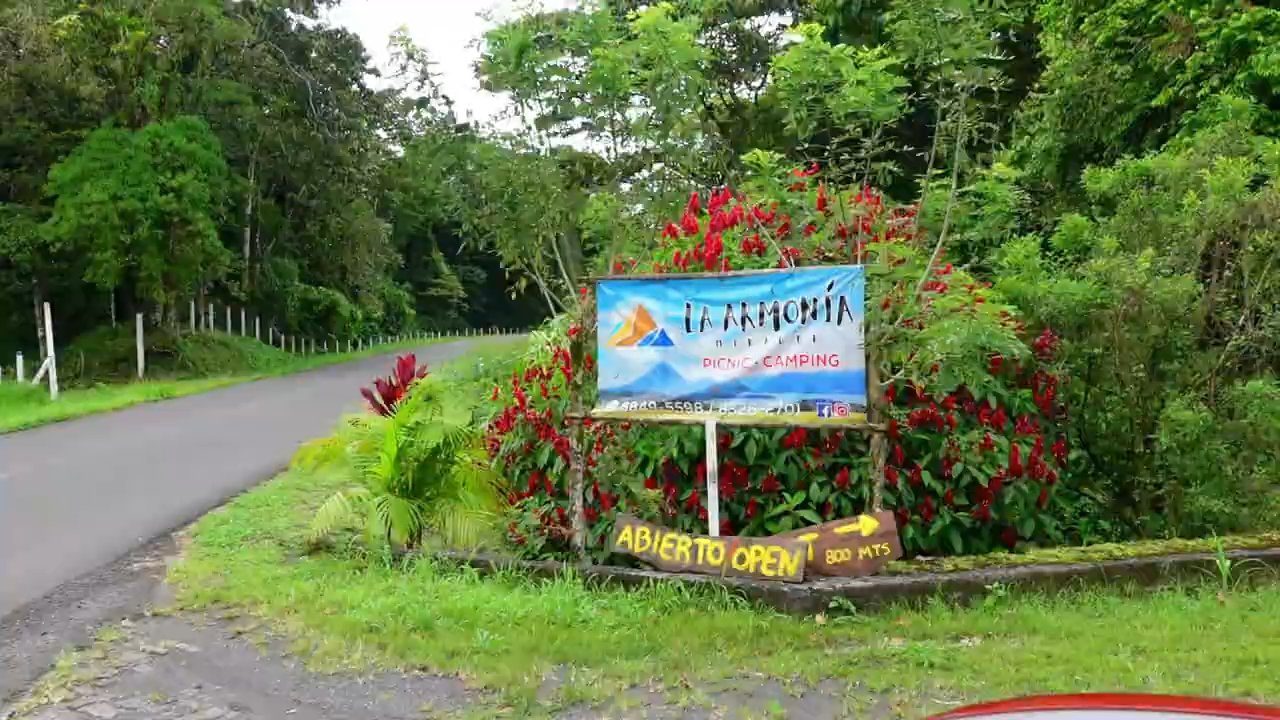 LA ARMONÍA
PICNIC · CAMPING
ABIERTO OPEN
800 MTS